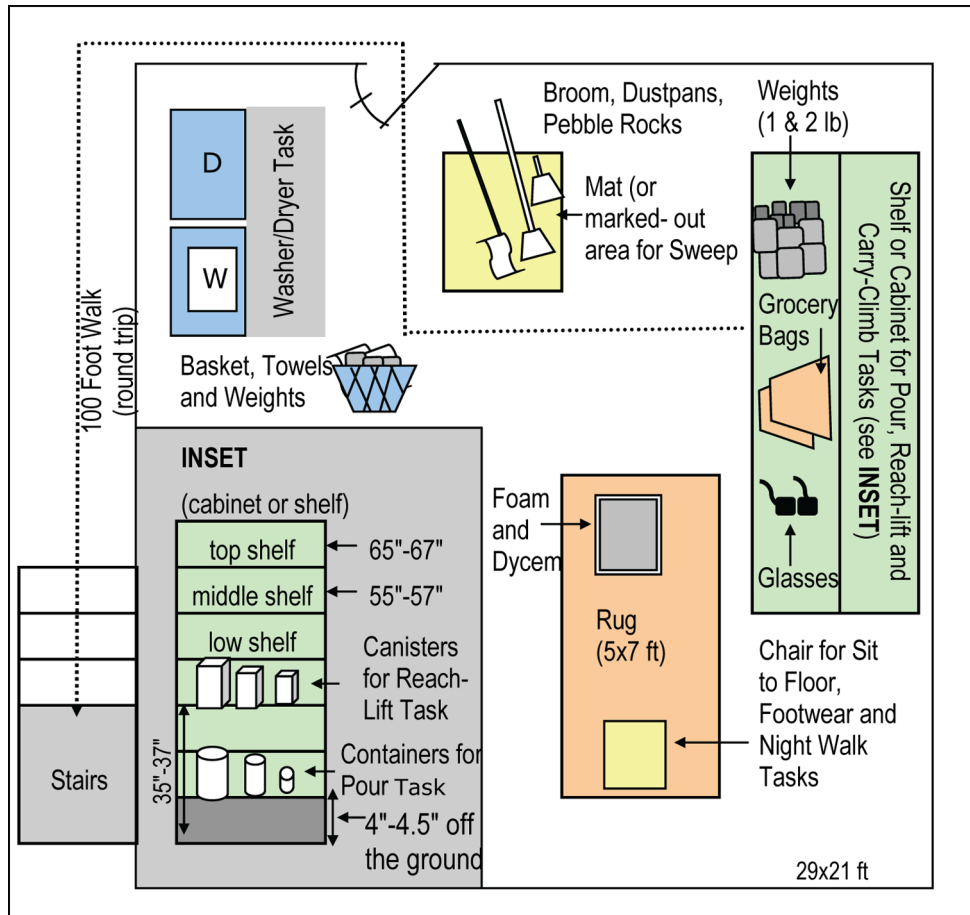 Broom, Dustpans,
Pebble Rocks
Weights
(1 & 2 lb)
D
W
Washer/Dryer Task
Mat (or
marked- out
area for Sweep
Shelf or Cabinet for Pour, Reach-lift and
Carry-Climb Tasks (see INSET)
Grocery
Bags
Glasses
100 Foot Walk
(round trip)
Basket, Towels
and Weights
INSET
(cabinet or shelf)
top shelf
65"-67"
middle shelf
55"-57"
low shelf
Canisters
for Reach-
Lift Task
35"-37"
Containers for
Pour Task
4"-4.5" off
the ground
Stairs
Foam
and
Dycem
Rug
(5x7 ft)
Chair for Sit
to Floor,
Footwear and
Night Walk
Tasks
29x21 ft